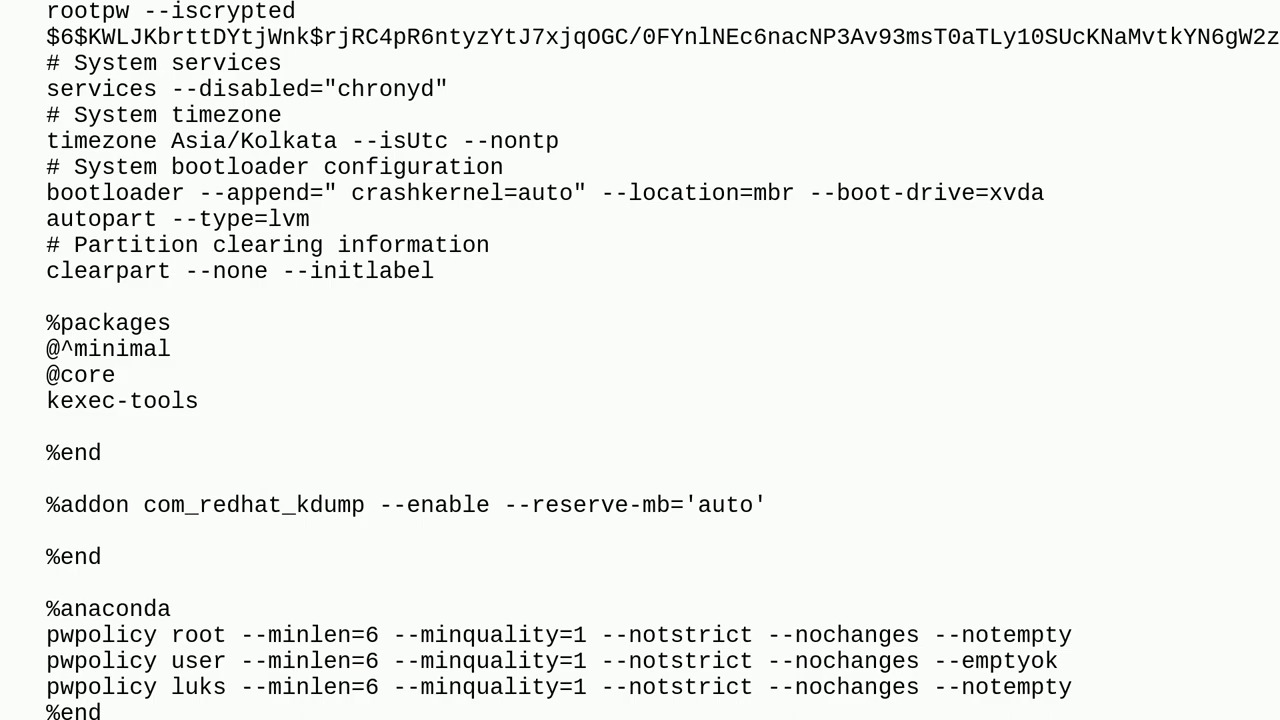 rootpw --iscrypted
$6$KWLJKbrttDYtjWnk$rjRC4pR6ntyzYtJ7xjqOGC/0FYnlNEc6nacNP3Av93msT0aTLy10SUcKNaMvtkYN6gW2z
# System services
services --disabled="chronyd"
# System timezone
timezone Asia/Kolkata --isUtc --nontp
# System bootloader configuration
bootloader --append=" crashkernel=auto" --location=mbr --boot-drive=xvda
autopart --type=lvm
# Partition clearing information
clearpart --none --initlabel
%packages
@^minimal
@core
kexec-tools
%end
%addon com_redhat_kdump --enable --reserve-mb='auto'
%end
%anaconda
pwpolicy root --minlen=6 --minquality=1 --notstrict --nochanges --notempty
pwpolicy user --minlen=6 --minquality=1 --notstrict --nochanges --emptyok
pwpolicy luks --minlen=6 --minquality=1 --notstrict --nochanges --notempty
%end